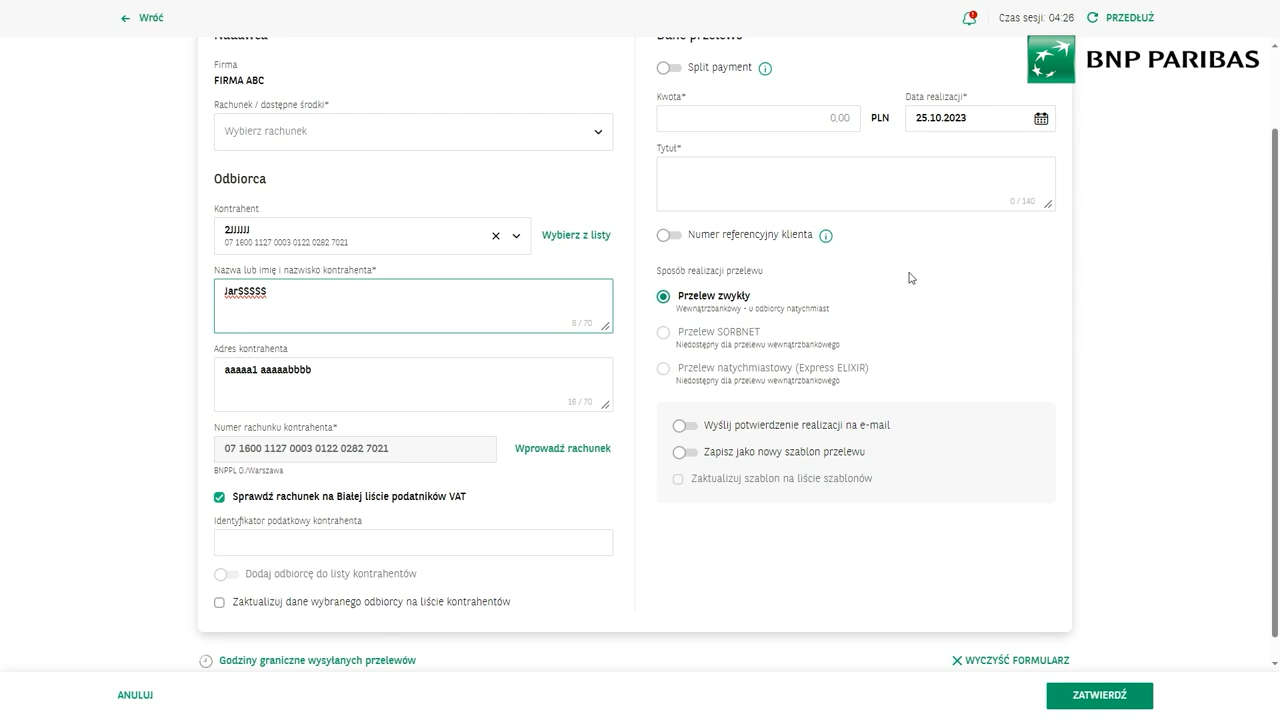 Wróć
Czas sesji: 04:26
PRZEDŁUŻ
BNP PARIBAS
Nadawca
Firma
FIRMA ABC
Rachunek / dostępne środki*
Wybierz rachunek
Odbiorca
Kontrahent
2JJJJJJ
07 1600 1127 0003 0122 0282 7021
Wybierz z listy
Nazwa lub imię i nazwisko kontrahenta*
JarSSSSS
8 / 70
Adres kontrahenta
aaaaa1 aaaaabbbb
18 / 70
Numer rachunku kontrahenta*
07 1600 1127 0003 0122 0282 7021
Wprowadź rachunek
BNPPL O./Warszawa
Sprawdź rachunek na Białej liście podatników VAT
Identyfikator podatkowy kontrahenta
Dodaj odbiorcę do listy kontrahentów
Zaktualizuj dane wybranego odbiorcy na liście kontrahentów
Dane przelewu
Split payment
Kwota*
0,00
PLN
Data realizacji*
25.10.2023
Tytuł*
0 / 140
Numer referencyjny klienta
Sposób realizacji przelewu
Przelew zwykły
Wewnątrzbankowy - u odbiorcy natychmiast
Przelew SORBNET
Niedostępny dla przelewu wewnątrzbankowego
Przelew natychmiastowy (Express ELIXIR)
Niedostępny dla przelewu wewnątrzbankowego
Wyślij potwierdzenie realizacji na e-mail
Zapisz jako nowy szablon przelewu
Zaktualizuj szablon na liście szablonów
Godziny graniczne wysyłanych przelewów
WYCZYŚĆ FORMULARZ
ANULUJ
ZATWIERDŹ